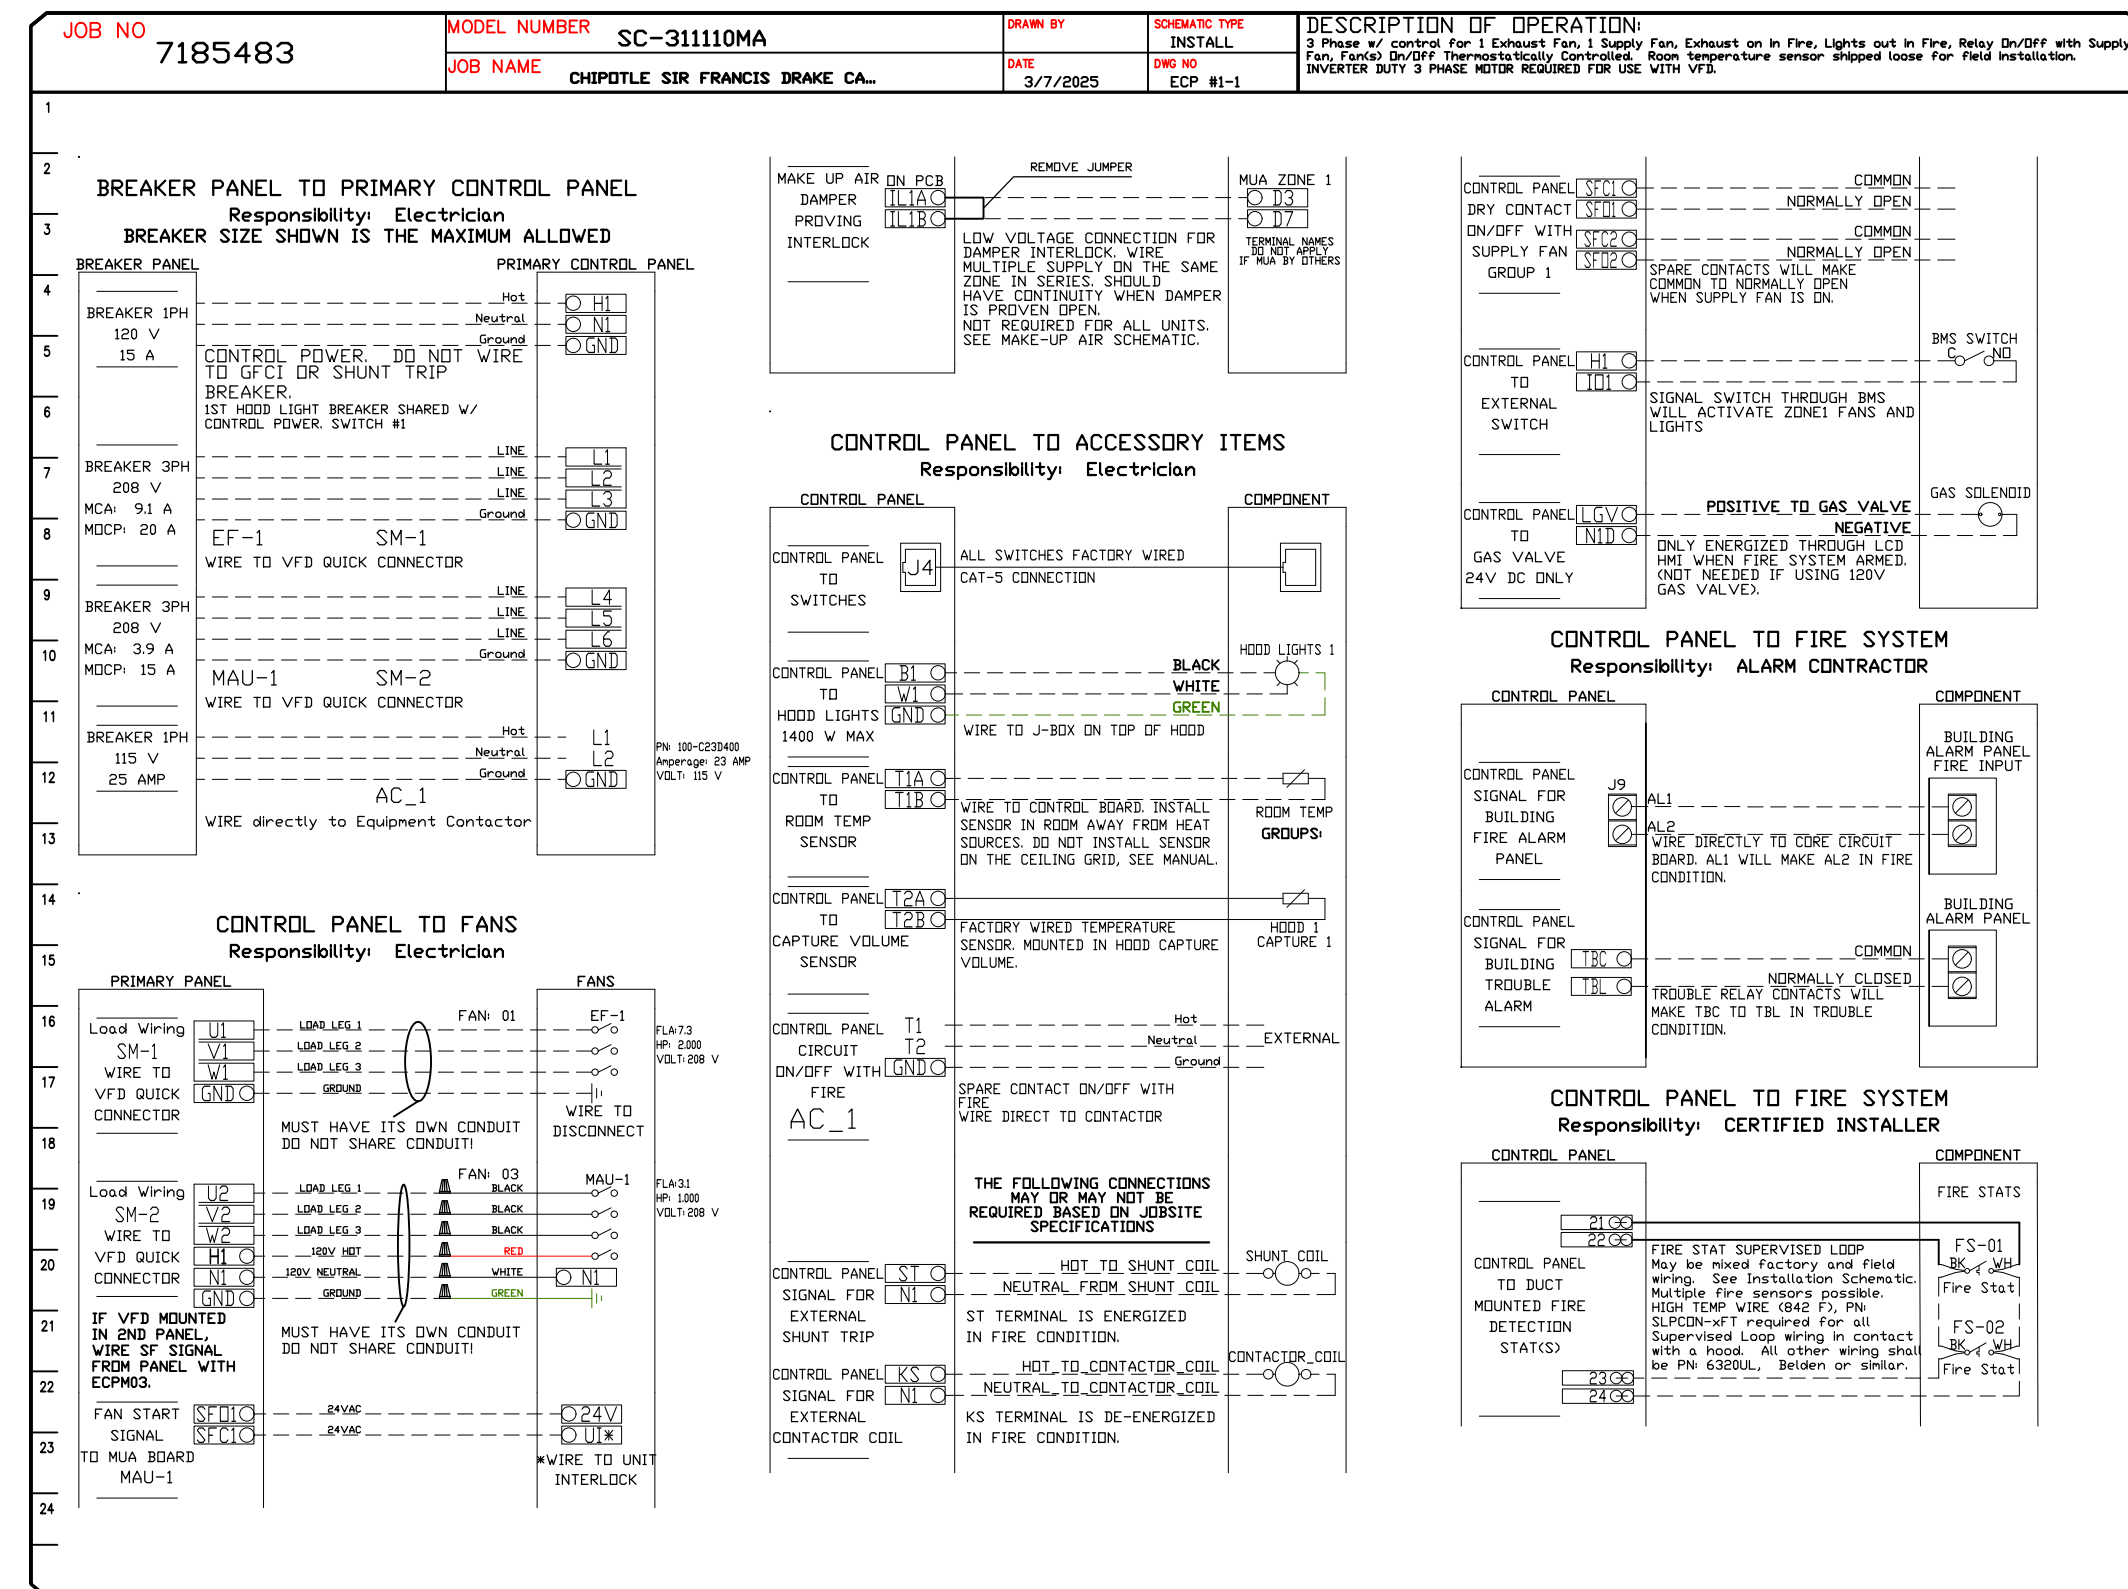 JOB NO
7185483
MODEL NUMBER
SC-311110MA
JOB NAME
CHIPOTLE SIR FRANCIS DRAKE CA...
DRAWN BY
SCHEMATIC TYPE
INSTALL
DATE
3/7/2025
DWG NO
ECP #1-1
DESCRIPTION OF OPERATION:
3 Phase w/ control for 1 Exhaust Fan, 1 Supply Fan, Exhaust on in Fire, Lights out in Fire, Relay On/Off with Supply
Fan, Fan(s) On/Off Thermostatically Controlled. Room temperature sensor shipped loose for field installation.
INVERTER DUTY 3 PHASE MOTOR REQUIRED FOR USE WITH VFD.
1
2
3
4
5
6
7
8
9
10
11
12
13
14
15
16
17
18
19
20
21
22
23
24
BREAKER PANEL TO PRIMARY CONTROL PANEL
Responsibility: Electrician
BREAKER SIZE SHOWN IS THE MAXIMUM ALLOWED
BREAKER PANEL
PRIMARY CONTROL PANEL
BREAKER 1PH
120 V
15 A
Hot H1
Neutral N1
Ground GND
CONTROL POWER. DO NOT WIRE
TO GFCI OR SHUNT TRIP
BREAKER.
1ST HOOD LIGHT BREAKER SHARED W/
CONTROL POWER. SWITCH #1
BREAKER 3PH
208 V
MCA: 9.1 A
MOCP: 20 A
LINE L1
LINE L2
LINE L3
Ground GND
EF-1 SM-1
WIRE TO VFD QUICK CONNECTOR
BREAKER 3PH
208 V
MCA: 3.9 A
MOCP: 15 A
LINE L4
LINE L5
LINE L6
Ground GND
MAU-1 SM-2
WIRE TO VFD QUICK CONNECTOR
BREAKER 1PH
115 V
25 AMP
Hot L1
Neutral L2
Ground GND
PN: 100-C23D400
Amperage: 23 AMP
VOLT: 115 V
AC_1
WIRE directly to Equipment Contactor
CONTROL PANEL TO FANS
Responsibility: Electrician
PRIMARY PANEL
FANS
Load Wiring
SM-1
WIRE TO
VFD QUICK
CONNECTOR
U1 LOAD LEG 1
V1 LOAD LEG 2
W1 LOAD LEG 3
GND GROUND
FAN: 01
EF-1
FLA:7.3
HP: 2.000
VOLT: 208 V
WIRE TO
DISCONNECT
MUST HAVE ITS OWN CONDUIT
DO NOT SHARE CONDUIT!
Load Wiring
SM-2
WIRE TO
VFD QUICK
CONNECTOR
FAN: 03
MAU-1
U2 LOAD LEG 1 BLACK
V2 LOAD LEG 2 BLACK
W2 LOAD LEG 3 BLACK
H1 120V HOT RED
N1 120V NEUTRAL WHITE N1
GND GROUND GREEN
FLA:3.1
HP: 1.000
VOLT: 208 V
IF VFD MOUNTED
IN 2ND PANEL,
WIRE SF SIGNAL
FROM PANEL WITH
ECPM03.
MUST HAVE ITS OWN CONDUIT
DO NOT SHARE CONDUIT!
FAN START
SIGNAL
TO MUA BOARD
MAU-1
SFO1 24VAC 24V
SFC1 24VAC UI*
*WIRE TO UNIT
INTERLOCK
MAKE UP AIR
DAMPER
PROVING
INTERLOCK
ON PCB
IL1A
IL1B
REMOVE JUMPER
MUA ZONE 1
D3
D7
TERMINAL NAMES
DO NOT APPLY
IF MUA BY OTHERS
LOW VOLTAGE CONNECTION FOR
DAMPER INTERLOCK. WIRE
MULTIPLE SUPPLY ON THE SAME
ZONE IN SERIES. SHOULD
HAVE CONTINUITY WHEN DAMPER
IS PROVEN OPEN.
NOT REQUIRED FOR ALL UNITS.
SEE MAKE-UP AIR SCHEMATIC.
CONTROL PANEL TO ACCESSORY ITEMS
Responsibility: Electrician
CONTROL PANEL
COMPONENT
CONTROL PANEL
TO
SWITCHES
J4
ALL SWITCHES FACTORY WIRED
CAT-5 CONNECTION
CONTROL PANEL
TO
HOOD LIGHTS
1400 W MAX
B1 BLACK
W1 WHITE
GND GREEN
HOOD LIGHTS 1
WIRE TO J-BOX ON TOP OF HOOD
CONTROL PANEL
TO
ROOM TEMP
SENSOR
T1A
T1B
WIRE TO CONTROL BOARD. INSTALL
SENSOR IN ROOM AWAY FROM HEAT
SOURCES. DO NOT INSTALL SENSOR
ON THE CEILING GRID, SEE MANUAL.
ROOM TEMP
GROUPS:
CONTROL PANEL
TO
CAPTURE VOLUME
SENSOR
T2A
T2B
FACTORY WIRED TEMPERATURE
SENSOR. MOUNTED IN HOOD CAPTURE
VOLUME.
HOOD 1
CAPTURE 1
CONTROL PANEL
CIRCUIT
ON/OFF WITH
FIRE
AC_1
T1 Hot
T2 Neutral
GND Ground
EXTERNAL
SPARE CONTACT ON/OFF WITH
FIRE
WIRE DIRECT TO CONTACTOR
THE FOLLOWING CONNECTIONS
MAY OR MAY NOT BE
REQUIRED BASED ON JOBSITE
SPECIFICATIONS
CONTROL PANEL
SIGNAL FOR
EXTERNAL
SHUNT TRIP
ST HOT TO SHUNT COIL
N1 NEUTRAL FROM SHUNT COIL
SHUNT COIL
ST TERMINAL IS ENERGIZED
IN FIRE CONDITION.
CONTROL PANEL
SIGNAL FOR
EXTERNAL
CONTACTOR COIL
KS HOT_TO_CONTACTOR_COIL
N1 NEUTRAL_TO_CONTACTOR_COIL
CONTACTOR_COIL
KS TERMINAL IS DE-ENERGIZED
IN FIRE CONDITION.
CONTROL PANEL
DRY CONTACT
ON/OFF WITH
SUPPLY FAN
GROUP 1
SFC1 COMMON
SFO1 NORMALLY OPEN
SFC2 COMMON
SFO2 NORMALLY OPEN
SPARE CONTACTS WILL MAKE
COMMON TO NORMALLY OPEN
WHEN SUPPLY FAN IS ON.
CONTROL PANEL
TO
EXTERNAL
SWITCH
H1
IO1
BMS SWITCH
C NO
SIGNAL SWITCH THROUGH BMS
WILL ACTIVATE ZONE1 FANS AND
LIGHTS
CONTROL PANEL
TO
GAS VALVE
24V DC ONLY
LGV POSITIVE TO GAS VALVE
N1D NEGATIVE
GAS SOLENOID
ONLY ENERGIZED THROUGH LCD
HMI WHEN FIRE SYSTEM ARMED.
(NOT NEEDED IF USING 120V
GAS VALVE).
CONTROL PANEL TO FIRE SYSTEM
Responsibility: ALARM CONTRACTOR
CONTROL PANEL
COMPONENT
CONTROL PANEL
SIGNAL FOR
BUILDING
FIRE ALARM
PANEL
J9
AL1
AL2
BUILDING
ALARM PANEL
FIRE INPUT
WIRE DIRECTLY TO CORE CIRCUIT
BOARD. AL1 WILL MAKE AL2 IN FIRE
CONDITION.
CONTROL PANEL
SIGNAL FOR
BUILDING
TROUBLE
ALARM
TBC COMMON
TBL NORMALLY CLOSED
BUILDING
ALARM PANEL
TROUBLE RELAY CONTACTS WILL
MAKE TBC TO TBL IN TROUBLE
CONDITION.
CONTROL PANEL TO FIRE SYSTEM
Responsibility: CERTIFIED INSTALLER
CONTROL PANEL
COMPONENT
CONTROL PANEL
TO DUCT
MOUNTED FIRE
DETECTION
STAT(S)
21
22
23
24
FIRE STAT SUPERVISED LOOP
May be mixed factory and field
wiring. See Installation Schematic.
Multiple fire sensors possible.
HIGH TEMP WIRE (842 F), PN:
SLPCON-xFT required for all
Supervised Loop wiring in contact
with a hood. All other wiring shall
be PN: 6320UL, Belden or similar.
FIRE STATS
FS-01
BK WH
Fire Stat
FS-02
BK WH
Fire Stat